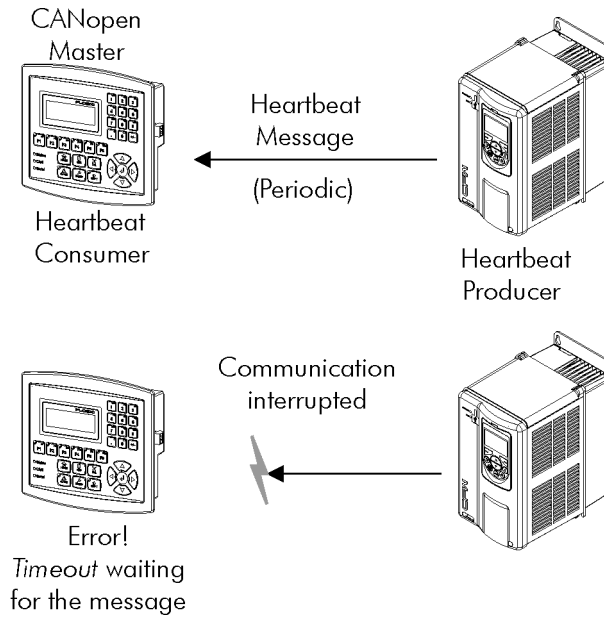 CANopen
Master
Heartbeat
Message
(Periodic)
Heartbeat
Consumer
Heartbeat
Producer
Communication
interrupted
Error!
Timeout waiting
for the message